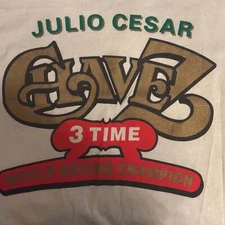 JULIO CESAR
CHAVEZ
3 TIME
WORLD BOXING CHAMPION